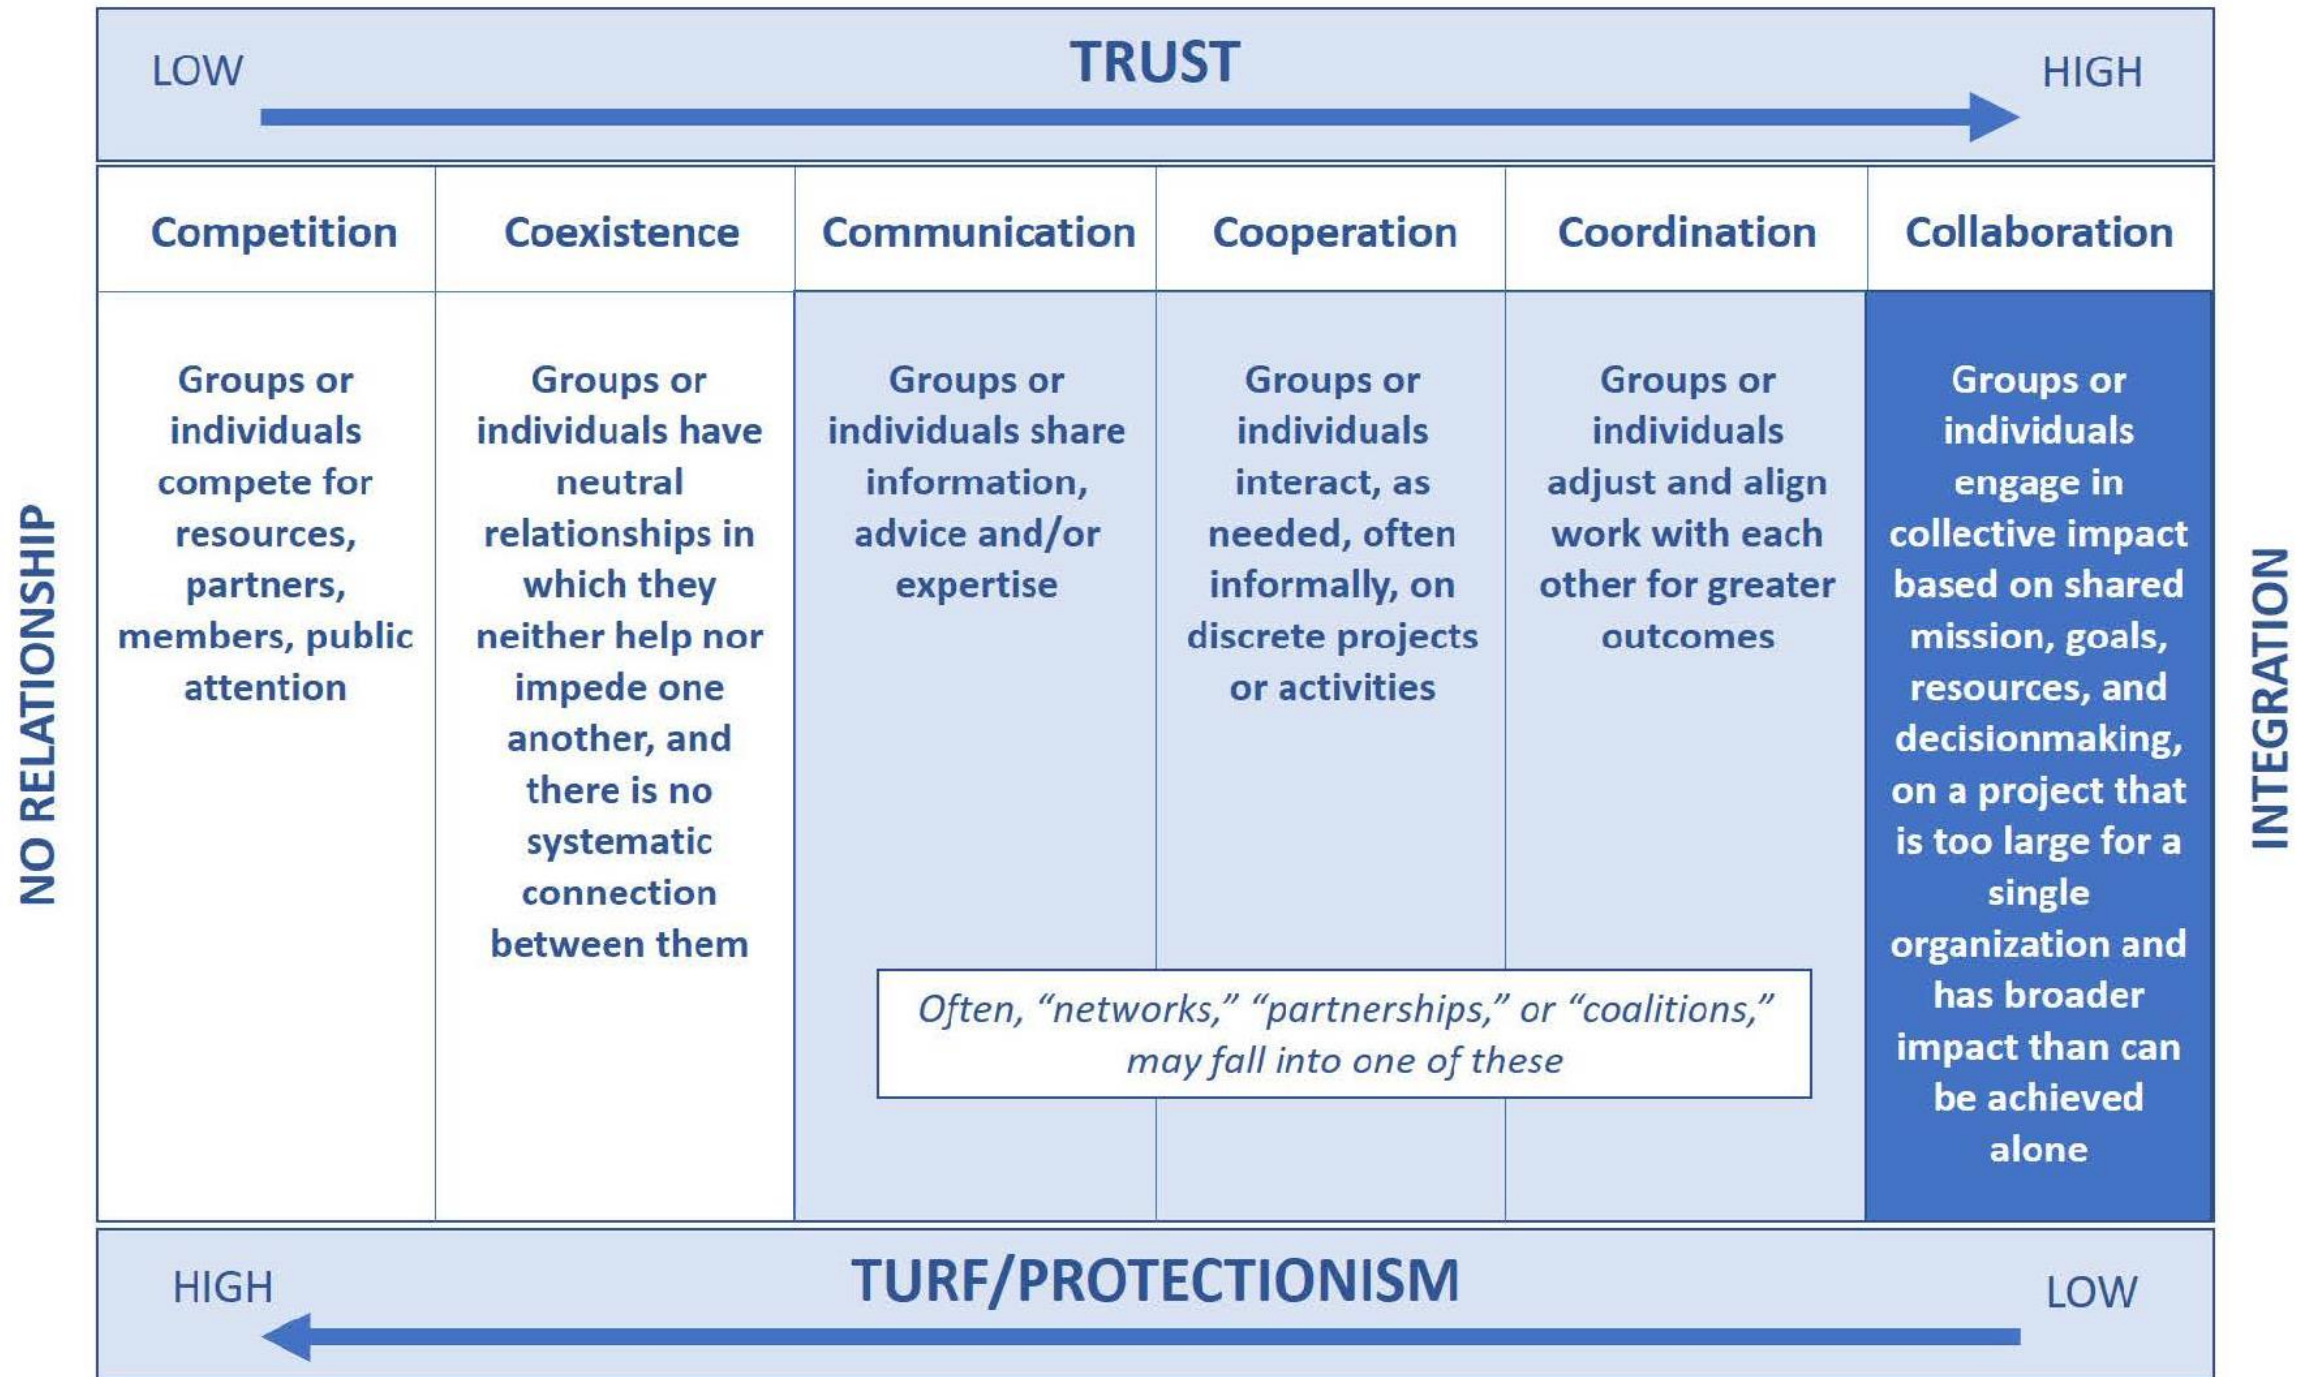 LOW
TRUST
HIGH
NO RELATIONSHIP
Competition
Groups or
individuals
compete for
resources,
partners,
members, public
attention
Coexistence
Groups or
individuals have
neutral
relationships in
which they
neither help nor
impede one
another, and
there is no
systematic
connection
between them
Communication
Groups or
individuals share
information,
advice and/or
expertise
Cooperation
Groups or
individuals
interact, as
needed, often
informally, on
discrete projects
or activities
Coordination
Groups or
individuals
adjust and align
work with each
other for greater
outcomes
Often, “networks,” “partnerships,” or “coalitions,”
may fall into one of these
Collaboration
Groups or
individuals
engage in
collective impact
based on shared
mission, goals,
resources, and
decisionmaking,
on a project that
is too large for a
single
organization and
has broader
impact than can
be achieved
alone
INTEGRATION
HIGH
TURF/PROTECTIONISM
LOW